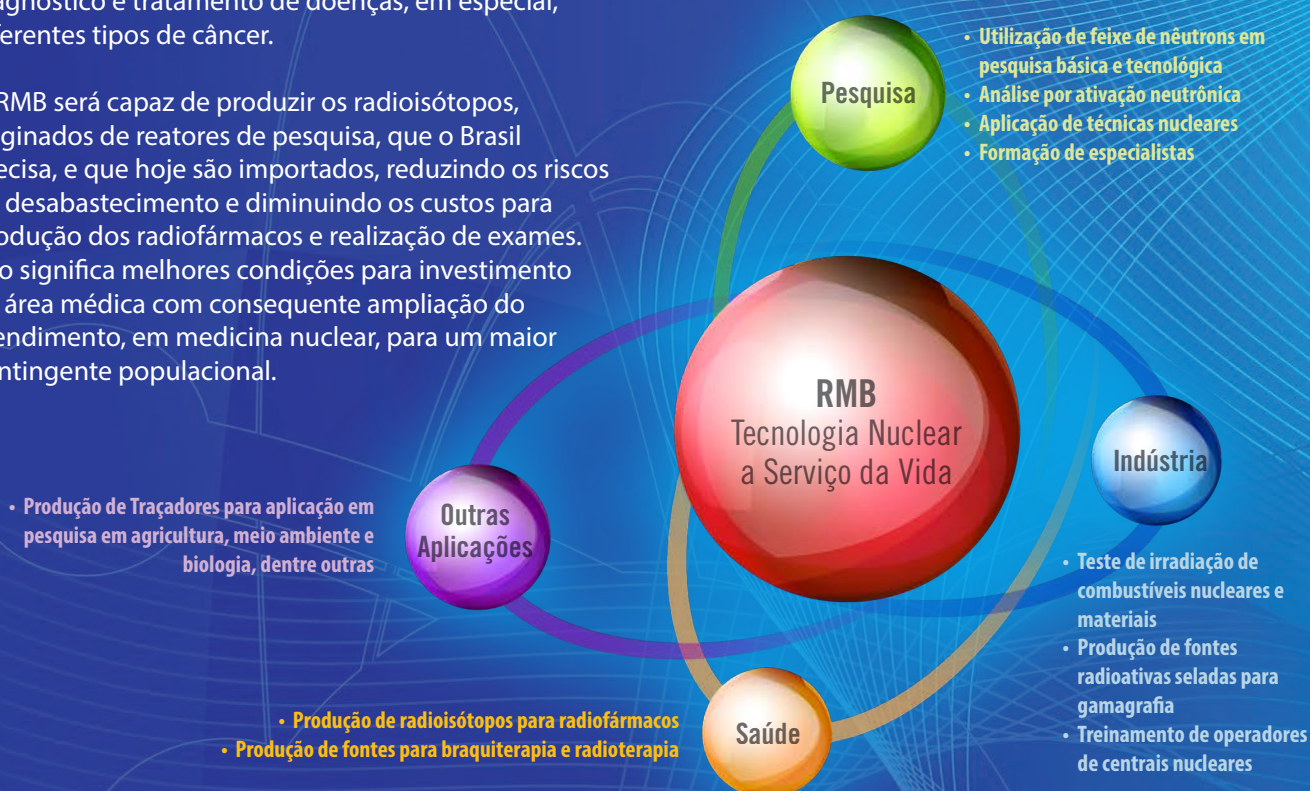 agnóstico e tratamento de doenças, em especial,
ferentes tipos de câncer.
RMB será capaz de produzir os radioisótopos,
ginados de reatores de pesquisa, que o Brasil
ecisa, e que hoje são importados, reduzindo os riscos
desabastecimento e diminuindo os custos para
odução dos radiofármacos e realização de exames.
o significa melhores condições para investimento
área médica com consequente ampliação do
endimento, em medicina nuclear, para um maior
ntingente populacional.
Pesquisa
• Utilização de feixe de nêutrons em
pesquisa básica e tecnológica
• Análise por ativação neutrônica
• Aplicação de técnicas nucleares
• Formação de especialistas
RMB
Tecnologia Nuclear
a Serviço da Vida
Indústria
• Teste de irradiação de
combustíveis nucleares e
materiais
• Produção de fontes
radioativas seladas para
gamagrafia
• Treinamento de operadores
de centrais nucleares
Outras
Aplicações
• Produção de Traçadores para aplicação em
pesquisa em agricultura, meio ambiente e
biologia, dentre outras
Saúde
• Produção de radioisótopos para radiofármacos
• Produção de fontes para braquiterapia e radioterapia